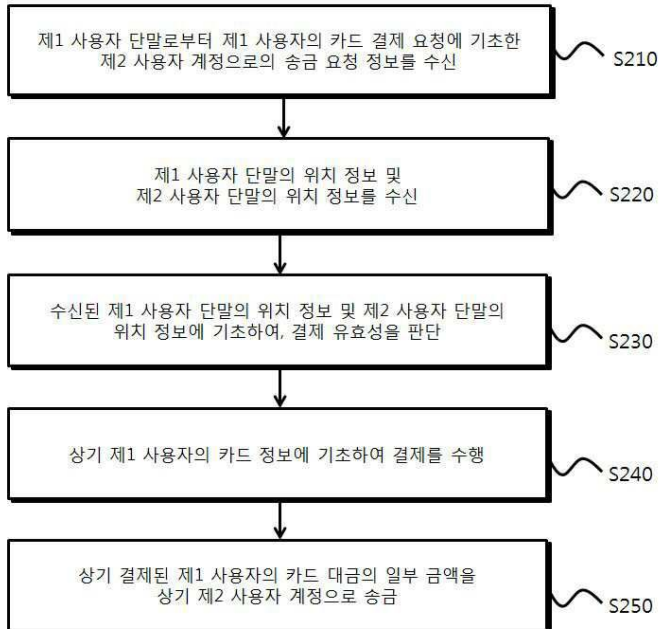 제1 사용자 단말로부터 제1 사용자의 카드 결제 요청에 기초한
제2 사용자 계정으로의 송금 요청 정보를 수신
S210
제1 사용자 단말의 위치 정보 및
제2 사용자 단말의 위치 정보를 수신
S220
수신된 제1 사용자 단말의 위치 정보 및 제2 사용자 단말의
위치 정보에 기초하여, 결제 유효성을 판단
S230
상기 제1 사용자의 카드 정보에 기초하여 결제를 수행
S240
상기 결제된 제1 사용자의 카드 대금의 일부 금액을
상기 제2 사용자 계정으로 송금
S250